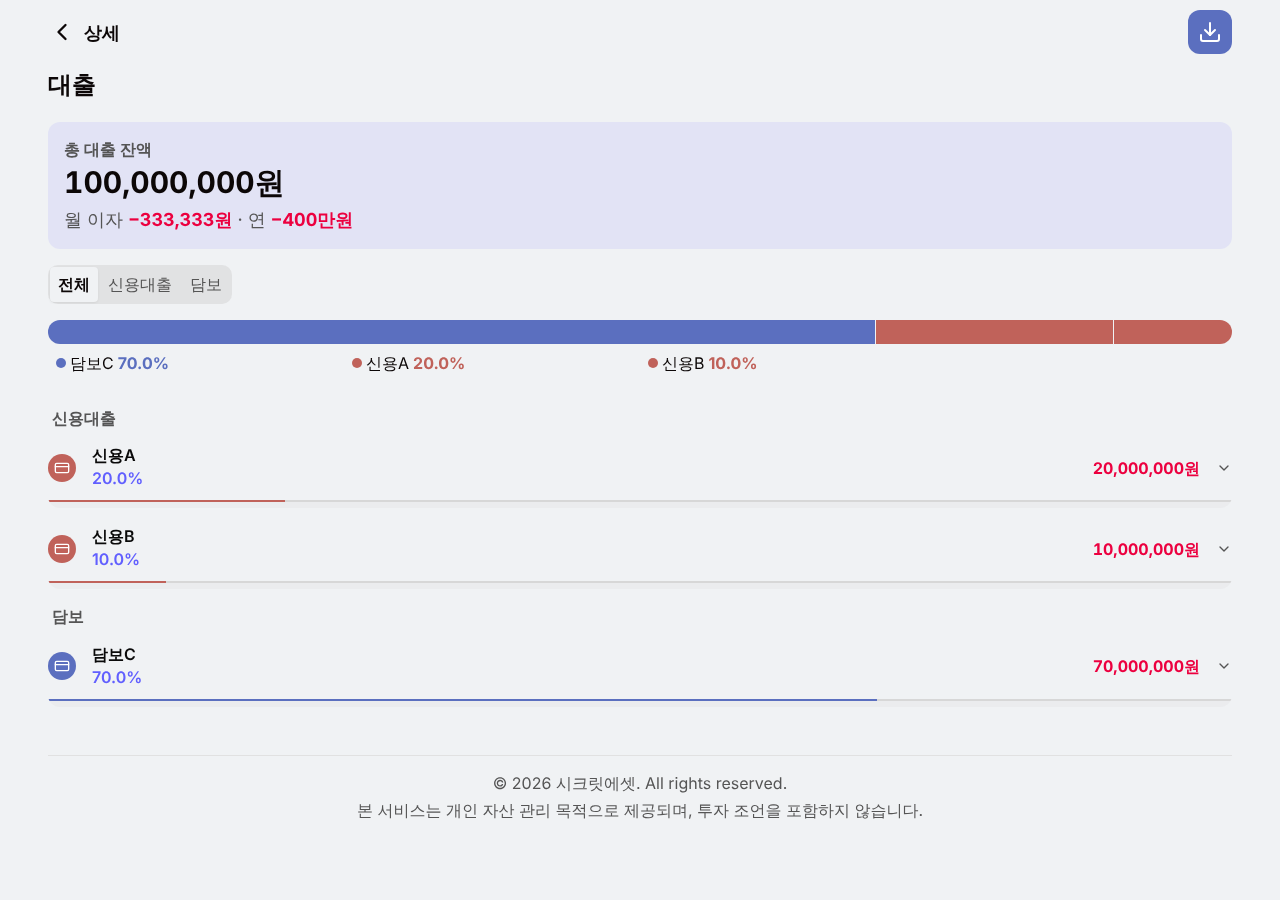 상세
대출
총 대출 잔액
100,000,000원
월 이자 −333,333원 · 연 −400만원
전체 신용대출 담보
담보C 70.0% 신용A 20.0% 신용B 10.0%
신용대출
신용A
20.0%
20,000,000원
신용B
10.0%
10,000,000원
담보
담보C
70.0%
70,000,000원
© 2026 시크릿에셋. All rights reserved.
본 서비스는 개인 자산 관리 목적으로 제공되며, 투자 조언을 포함하지 않습니다.